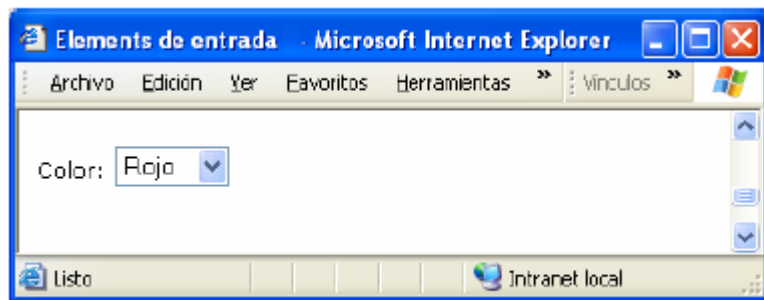 Elements de entrada - Microsoft Internet Explorer
Archivo Edición Ver Favoritos Herramientas » Vínculos »
Color: Rojo
Listo Intranet local